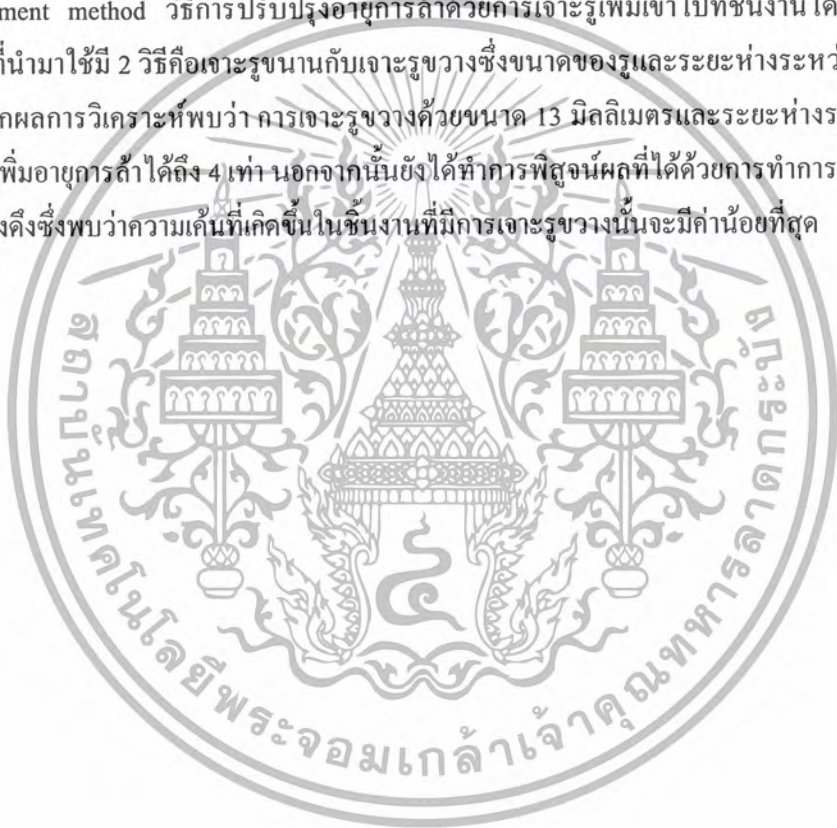 ment method วิธีการปรับปรุงอายุการล้าด้วยการเจาะรูเพิ่มเข้าไปที่ชิ้นงานได้
ที่นำมาใช้มี 2 วิธีคือเจาะรูขนานกับเจาะรูขวางซึ่งขนาดของรูและระยะห่างระหว่
กผลการวิเคราะห์พบว่า การเจาะรูขวางด้วยขนาด 13 มิลลิเมตรและระยะห่างร
พิ่มอายุการล้าได้ถึง 4 เท่า นอกจากนั้นยังได้ทำการพิสูจน์ผลที่ได้ด้วยการทำการ
งดึงซึ่งพบว่าความเค้นที่เกิดขึ้นในชิ้นงานที่มีการเจาะรูขวางนั้นจะมีค่าน้อยที่สุด
สถาบันเทคโนโลยีพระจอมเกล้าเจ้าคุณทหารลาดกระบัง